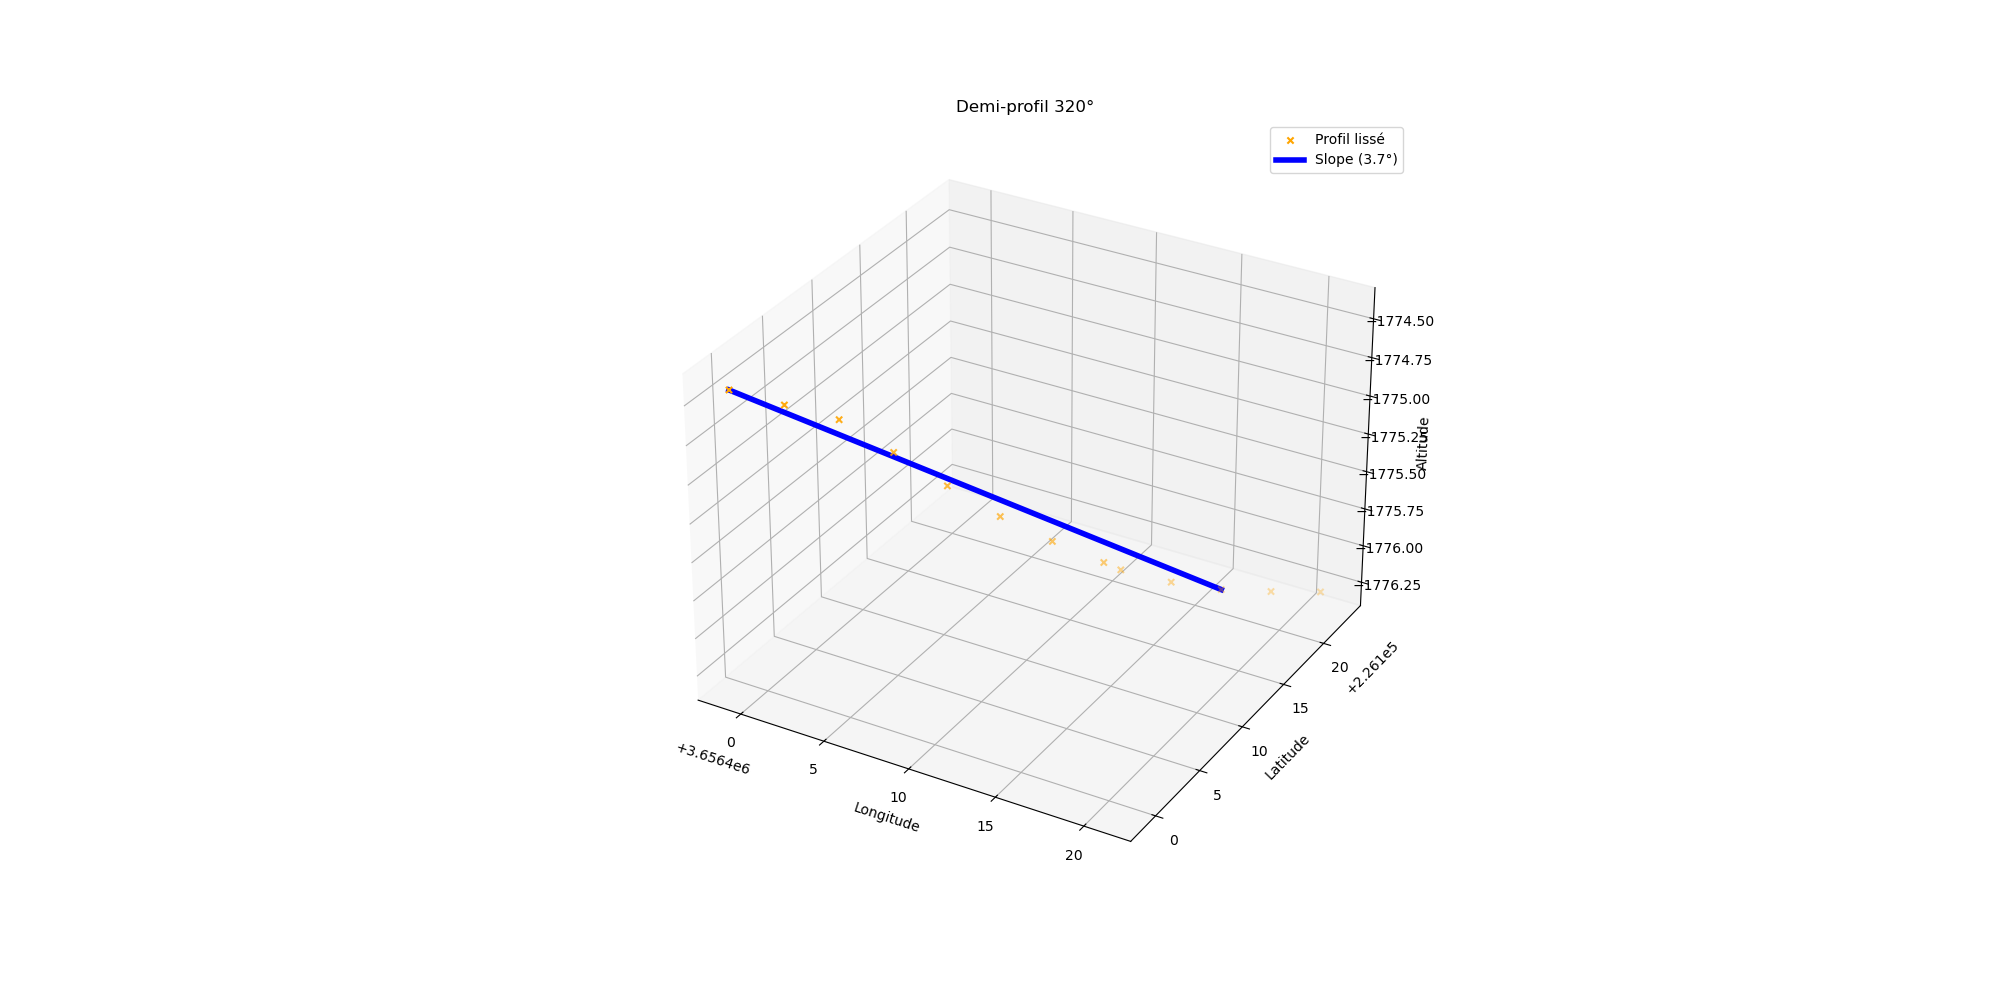 Demi-profil 320°
Profil lissé
Slope (3.7°)
−1774.50
−1774.75
−1775.00
−1775.25
−1775.50
−1775.75
−1776.00
−1776.25
Altitude
20
15
10
5
0
+2.261e5
Latitude
0
5
10
15
20
+3.6564e6
Longitude